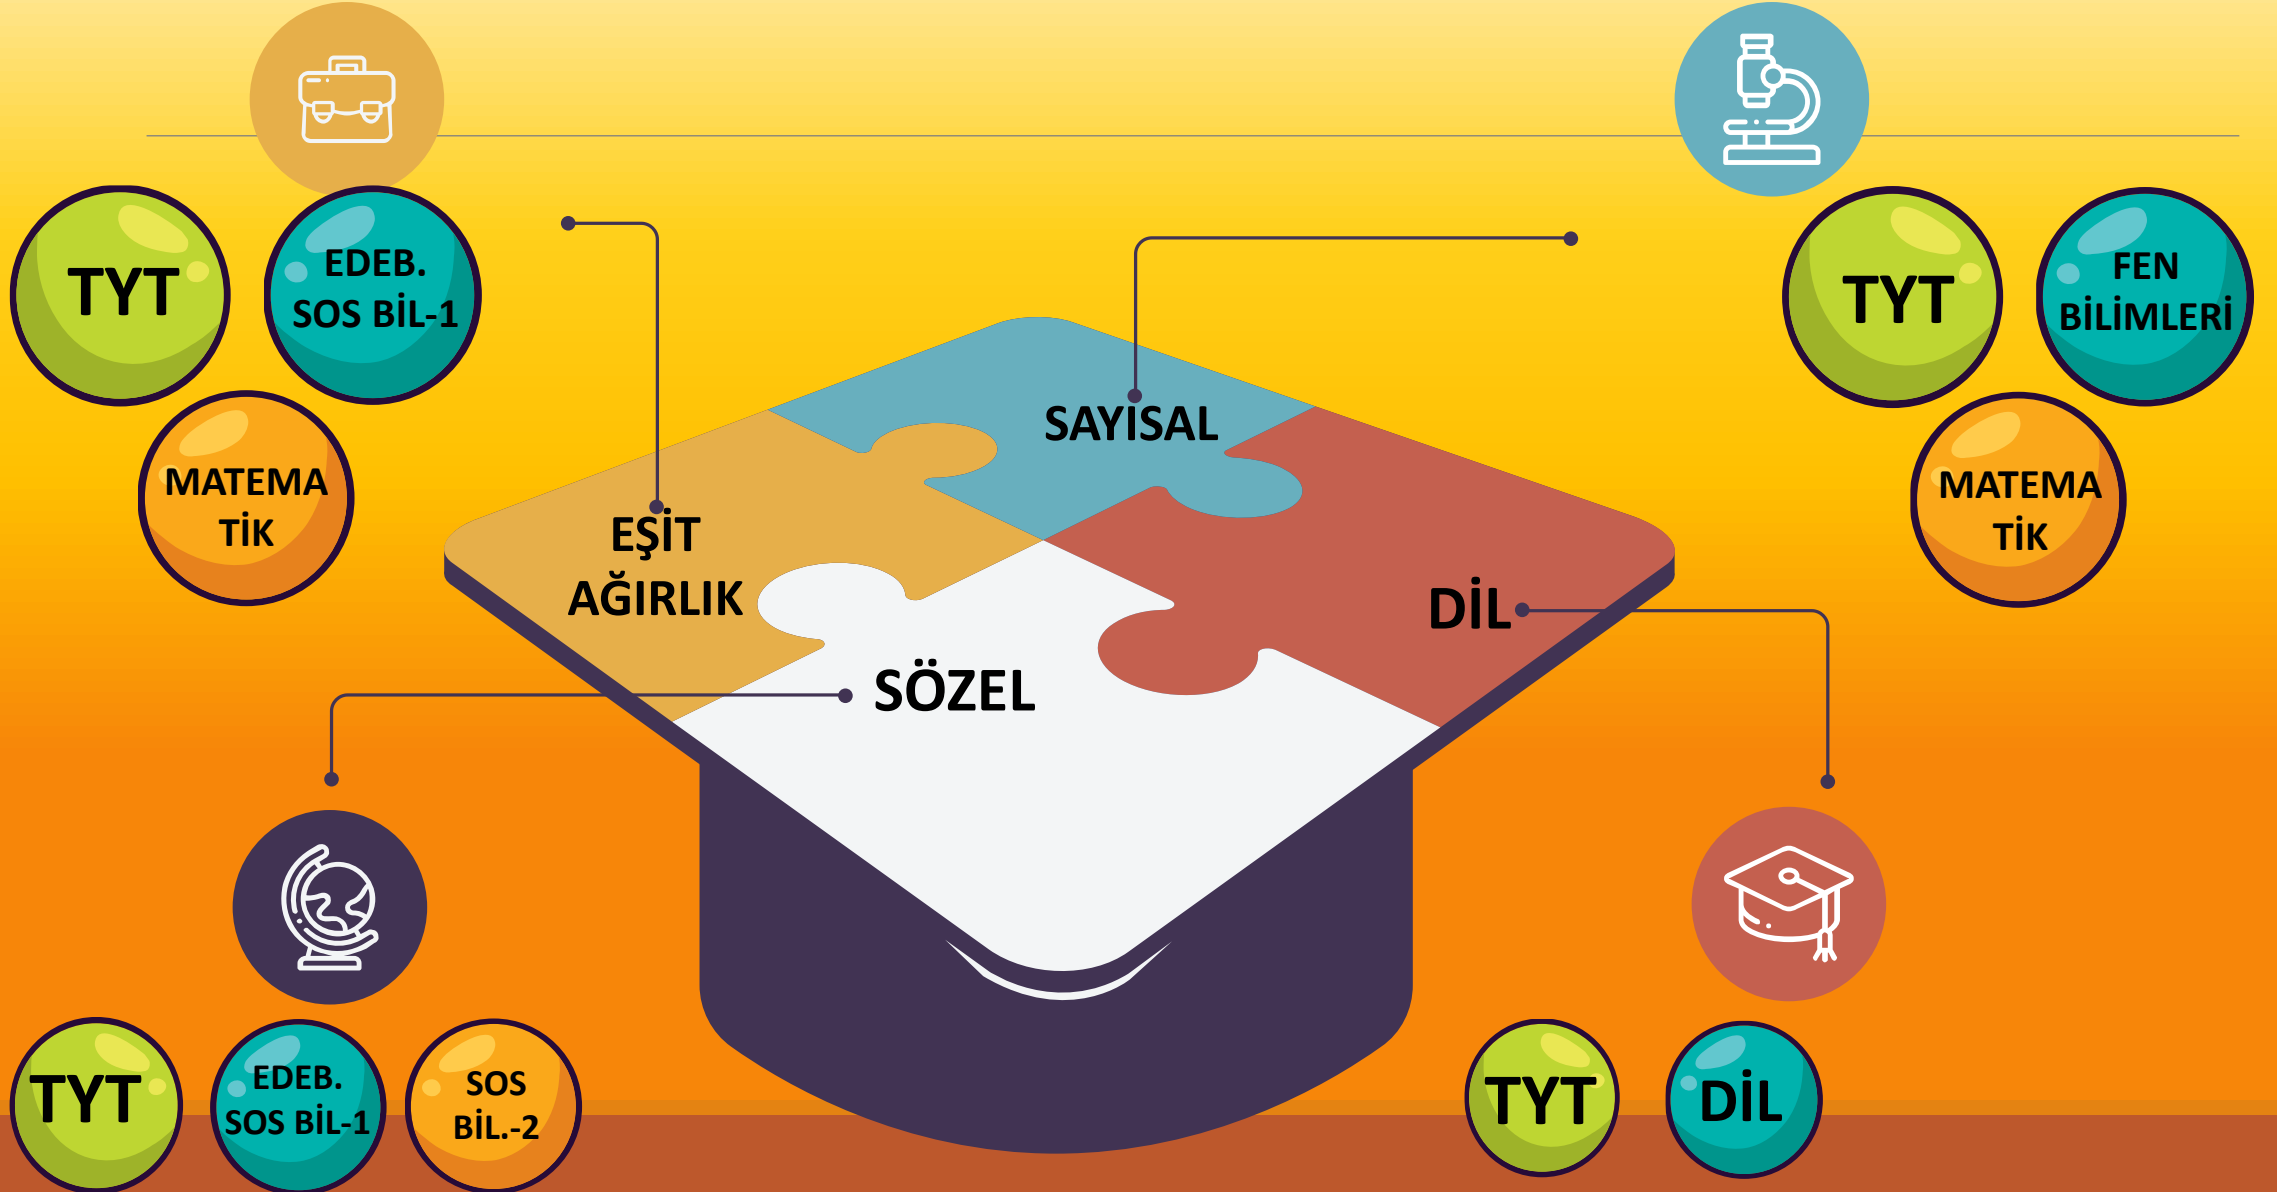 TYT
EDEB.
SOS BİL-1
MATEMA
TİK
TYT
FEN
BİLİMLERİ
MATEMA
TİK
SAYISAL
EŞİT
AĞIRLIK
DİL
SÖZEL
TYT
EDEB.
SOS BİL-1
SOS
BİL.-2
TYT
DİL